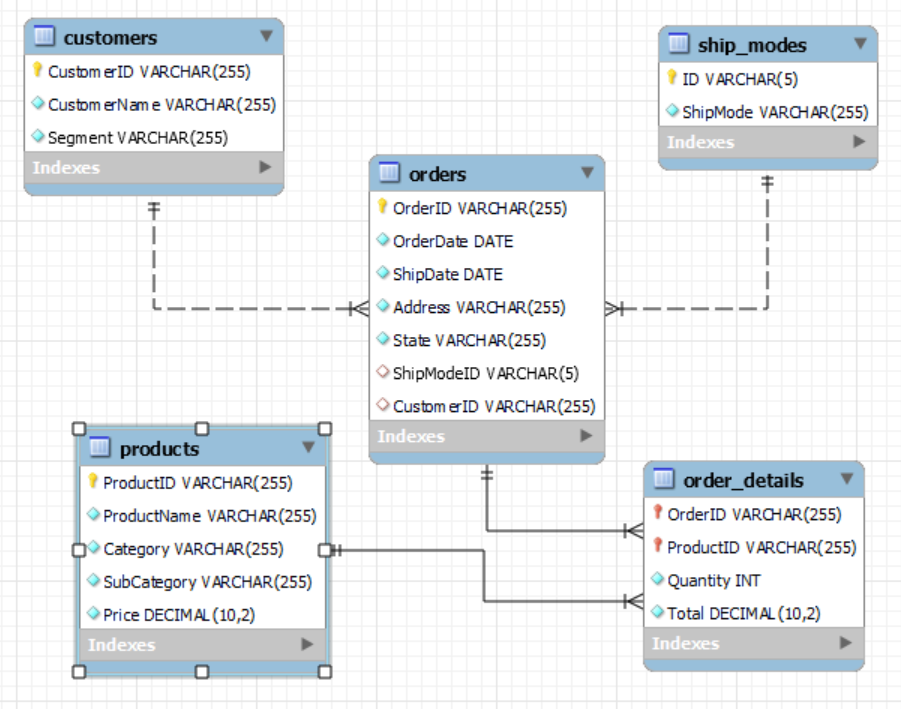 customers
CustomerID VARCHAR(255)
CustomerName VARCHAR(255)
Segment VARCHAR(255)
Indexes
ship_modes
ID VARCHAR(5)
ShipMode VARCHAR(255)
Indexes
orders
OrderID VARCHAR(255)
OrderDate DATE
ShipDate DATE
Address VARCHAR(255)
State VARCHAR(255)
ShipModeID VARCHAR(5)
CustomerID VARCHAR(255)
Indexes
products
ProductID VARCHAR(255)
ProductName VARCHAR(255)
Category VARCHAR(255)
SubCategory VARCHAR(255)
Price DECIMAL(10,2)
Indexes
order_details
OrderID VARCHAR(255)
ProductID VARCHAR(255)
Quantity INT
Total DECIMAL(10,2)
Indexes